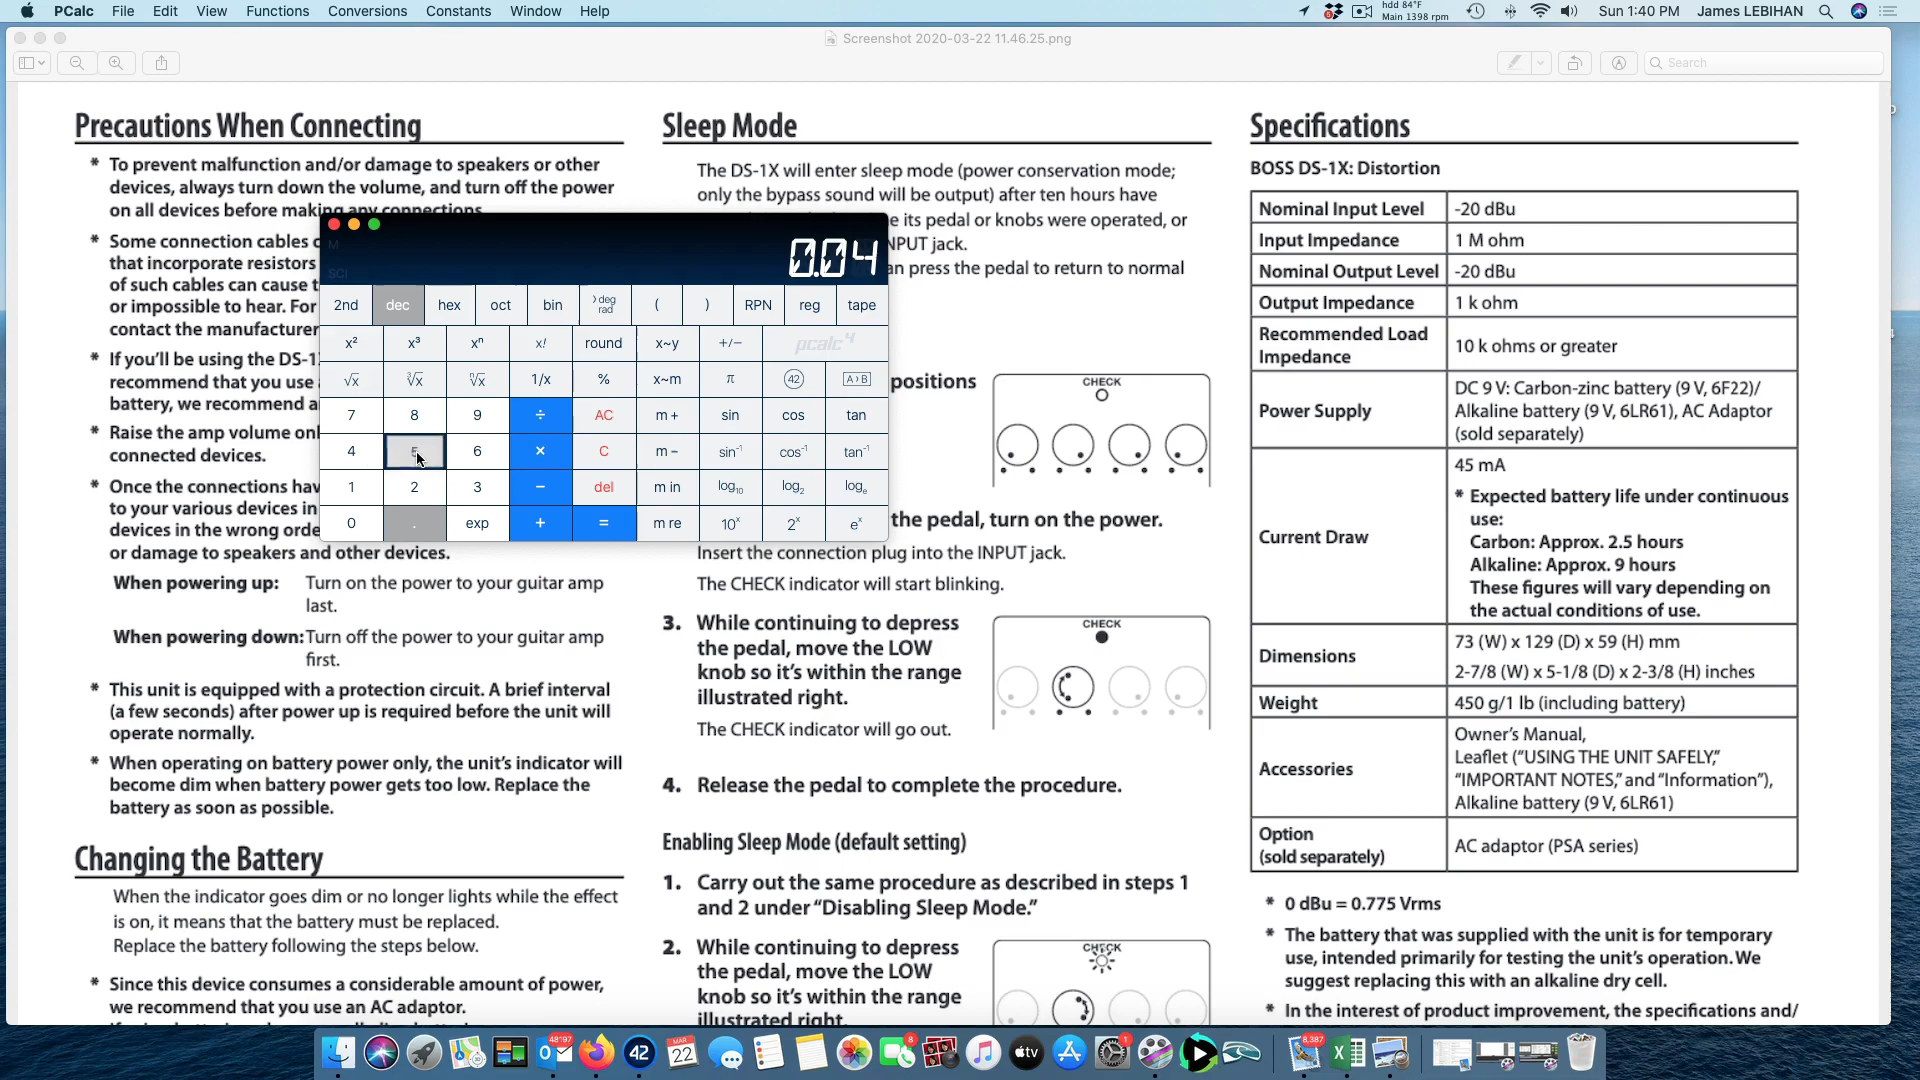 PCalc File Edit View Functions Conversions Constants Window Help
hdd 84°F
Main 1398 rpm
Sun 1:40 PM James LEBIHAN
Screenshot 2020-03-22 11.46.25.png
Search
Precautions When Connecting
* To prevent malfunction and/or damage to speakers or other
devices, always turn down the volume, and turn off the power
on all devices before making any connections.
* Some connection cables
that incorporate resistors
of such cables can cause t
or impossible to hear. For
contact the manufacturer
* If you'll be using the DS-1
recommend that you use
battery, we recommend a
* Raise the amp volume onl
connected devices.
* Once the connections hav
to your various devices in
devices in the wrong orde
or damage to speakers and other devices.
When powering up: Turn on the power to your guitar amp
last.
When powering down: Turn off the power to your guitar amp
first.
* This unit is equipped with a protection circuit. A brief interval
(a few seconds) after power up is required before the unit will
operate normally.
* When operating on battery power only, the unit's indicator will
become dim when battery power gets too low. Replace the
battery as soon as possible.
Changing the Battery
When the indicator goes dim or no longer lights while the effect
is on, it means that the battery must be replaced.
Replace the battery following the steps below.
* Since this device consumes a considerable amount of power,
we recommend that you use an AC adaptor.
M
SCI
0.04
2nd dec hex oct bin deg rad ( ) RPN reg tape
x² x³ xⁿ x! round x~y +/− pcalc4
√x ∛x ⁿ√x 1/x % x~m π 42 A›B
7 8 9 ÷ AC m+ sin cos tan
4 5 6 × C m− sin⁻¹ cos⁻¹ tan⁻¹
1 2 3 − del m in log₁₀ log₂ logₑ
0 . exp + = m re 10ˣ 2ˣ eˣ
Sleep Mode
The DS-1X will enter sleep mode (power conservation mode;
only the bypass sound will be output) after ten hours have
e its pedal or knobs were operated, or
NPUT jack.
an press the pedal to return to normal
positions
CHECK
the pedal, turn on the power.
Insert the connection plug into the INPUT jack.
The CHECK indicator will start blinking.
3. While continuing to depress
the pedal, move the LOW
knob so it's within the range
illustrated right.
The CHECK indicator will go out.
CHECK
4. Release the pedal to complete the procedure.
Enabling Sleep Mode (default setting)
1. Carry out the same procedure as described in steps 1
and 2 under “Disabling Sleep Mode.”
2. While continuing to depress
the pedal, move the LOW
knob so it's within the range
illustrated right.
CHECK
Specifications
BOSS DS-1X: Distortion
Nominal Input Level -20 dBu
Input Impedance 1 M ohm
Nominal Output Level -20 dBu
Output Impedance 1 k ohm
Recommended Load
Impedance
10 k ohms or greater
Power Supply
DC 9 V: Carbon-zinc battery (9 V, 6F22)/
Alkaline battery (9 V, 6LR61), AC Adaptor
(sold separately)
Current Draw
45 mA
* Expected battery life under continuous
use:
Carbon: Approx. 2.5 hours
Alkaline: Approx. 9 hours
These figures will vary depending on
the actual conditions of use.
Dimensions
73 (W) x 129 (D) x 59 (H) mm
2-7/8 (W) x 5-1/8 (D) x 2-3/8 (H) inches
Weight 450 g/1 lb (including battery)
Accessories
Owner's Manual,
Leaflet (“USING THE UNIT SAFELY,”
“IMPORTANT NOTES,” and “Information”),
Alkaline battery (9 V, 6LR61)
Option
(sold separately)
AC adaptor (PSA series)
* 0 dBu = 0.775 Vrms
* The battery that was supplied with the unit is for temporary
use, intended primarily for testing the unit's operation. We
suggest replacing this with an alkaline dry cell.
* In the interest of product improvement, the specifications and/
48197 42 MAR 22 8 tv 1 8,387